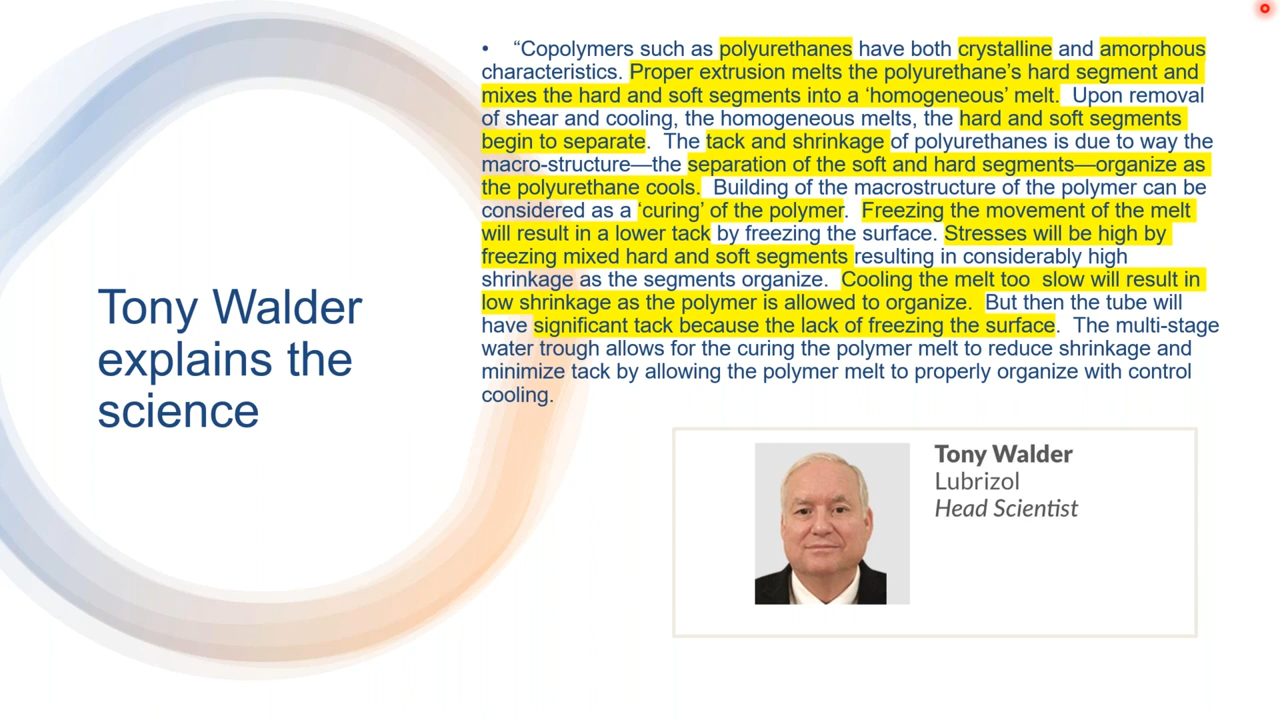 Tony Walder
explains the
science
• “Copolymers such as polyurethanes have both crystalline and amorphous
characteristics. Proper extrusion melts the polyurethane’s hard segment and
mixes the hard and soft segments into a ‘homogeneous’ melt. Upon removal
of shear and cooling, the homogeneous melts, the hard and soft segments
begin to separate. The tack and shrinkage of polyurethanes is due to way the
macro-structure—the separation of the soft and hard segments—organize as
the polyurethane cools. Building of the macrostructure of the polymer can be
considered as a ‘curing’ of the polymer. Freezing the movement of the melt
will result in a lower tack by freezing the surface. Stresses will be high by
freezing mixed hard and soft segments resulting in considerably high
shrinkage as the segments organize. Cooling the melt too slow will result in
low shrinkage as the polymer is allowed to organize. But then the tube will
have significant tack because the lack of freezing the surface. The multi-stage
water trough allows for the curing the polymer melt to reduce shrinkage and
minimize tack by allowing the polymer melt to properly organize with control
cooling.
Tony Walder
Lubrizol
Head Scientist